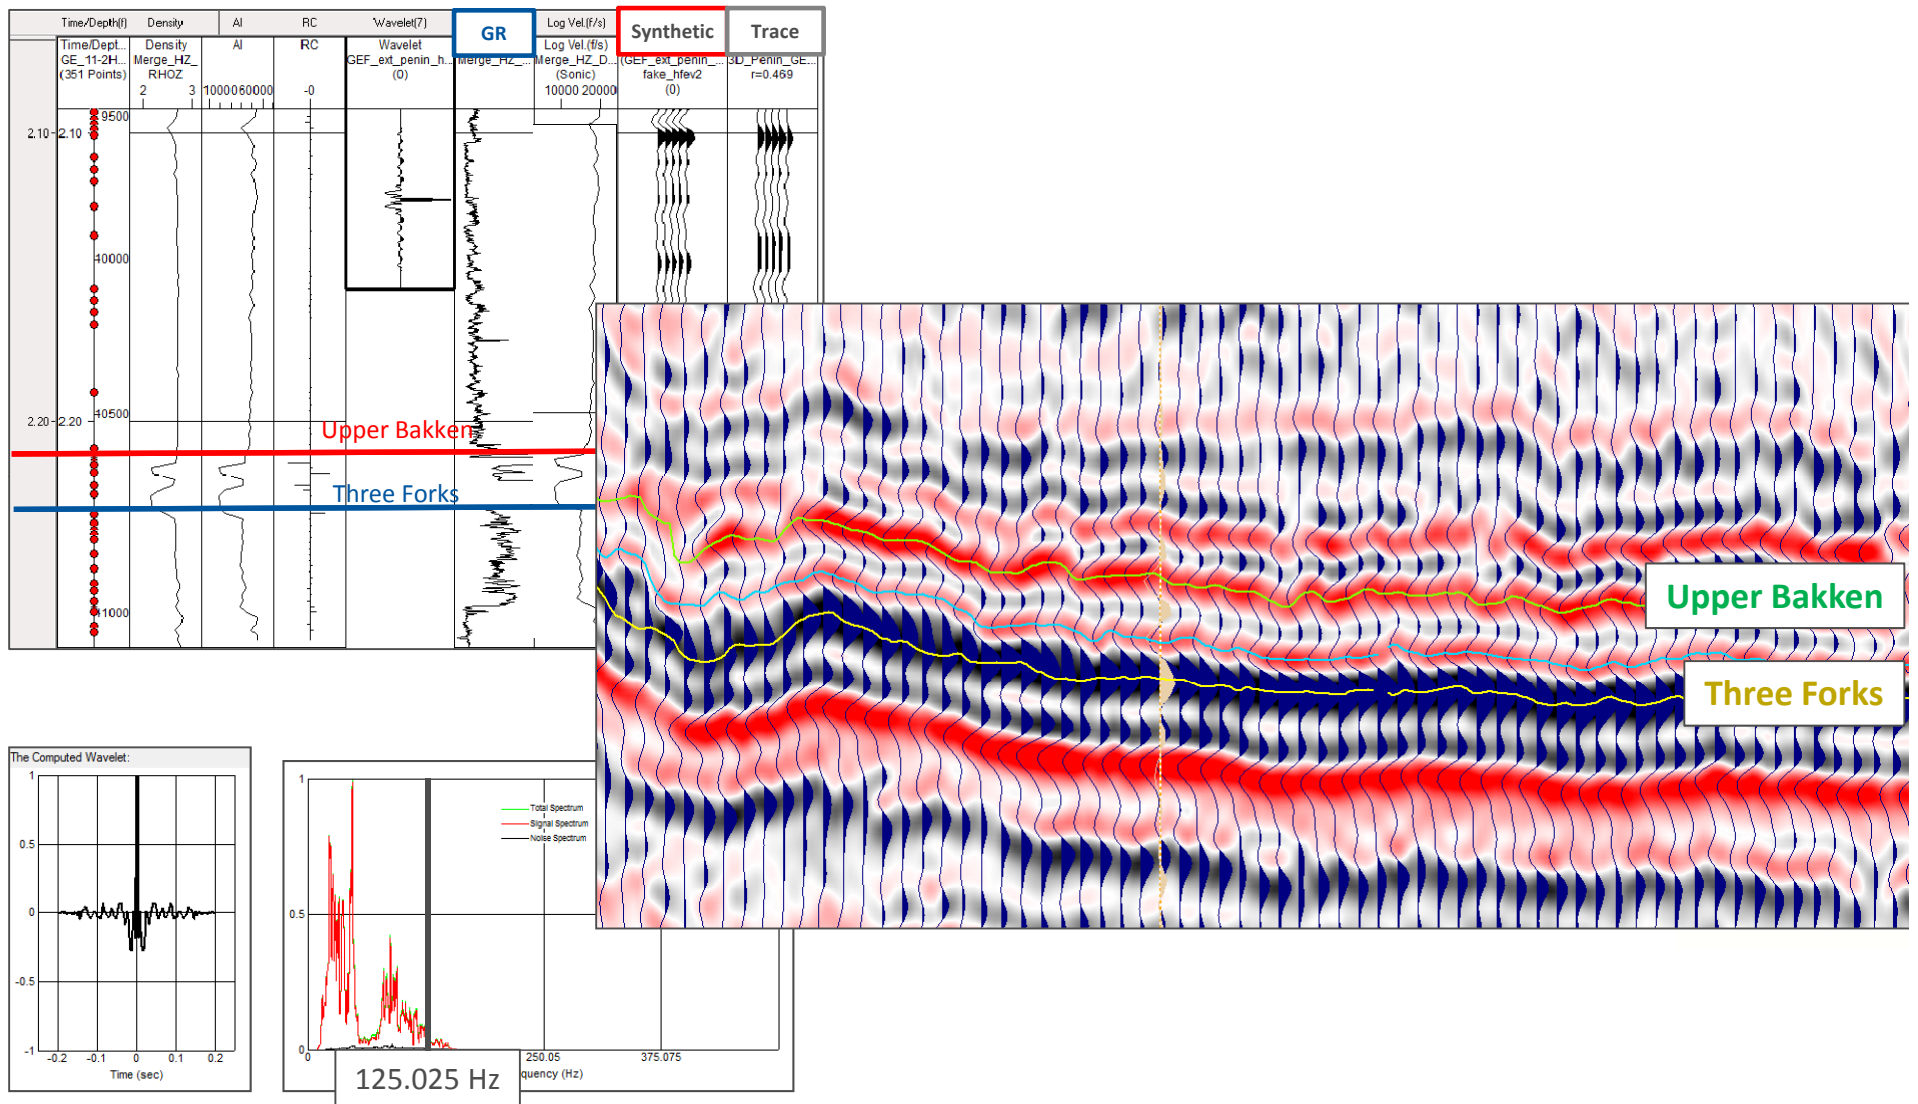 Time/Depth(f) Density AI RC Wavelet(7) GR Log Vel.(f/s) Synthetic Trace
Time/Dept... Density AI RC Wavelet Log Vel.(f/s)
GE_11-2H... Merge_HZ_ GEF_ext_penin_h... Merge_HZ_... Merge_HZ_D... (GEF_ext_penin_... 3D_Penin_GE...
(351 Points) RHOZ (0) (Sonic) fake_hfev2 r=0.469
2 3 10000 60000 -0 10000 20000 (0)
9500
2.10 2.10
10000
10500
2.20 2.20
Upper Bakken
Three Forks
11000
Upper Bakken
Three Forks
The Computed Wavelet:
1
0.5
0
-0.5
-1
-0.2 -0.1 0 0.1 0.2
Time (sec)
1
Total Spectrum
Signal Spectrum
Noise Spectrum
0.5
0
0 250.05 375.075
quency (Hz)
125.025 Hz